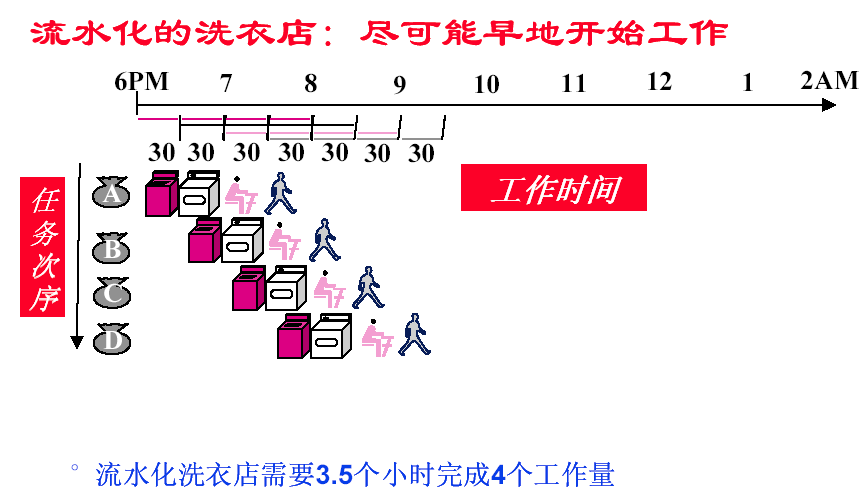 流水化的洗衣店：尽可能早地开始工作
6PM 7 8 9 10 11 12 1 2AM
30 30 30 30 30 30 30
工作时间
任务次序
A
B
C
D
流水化洗衣店需要3.5个小时完成4个工作量